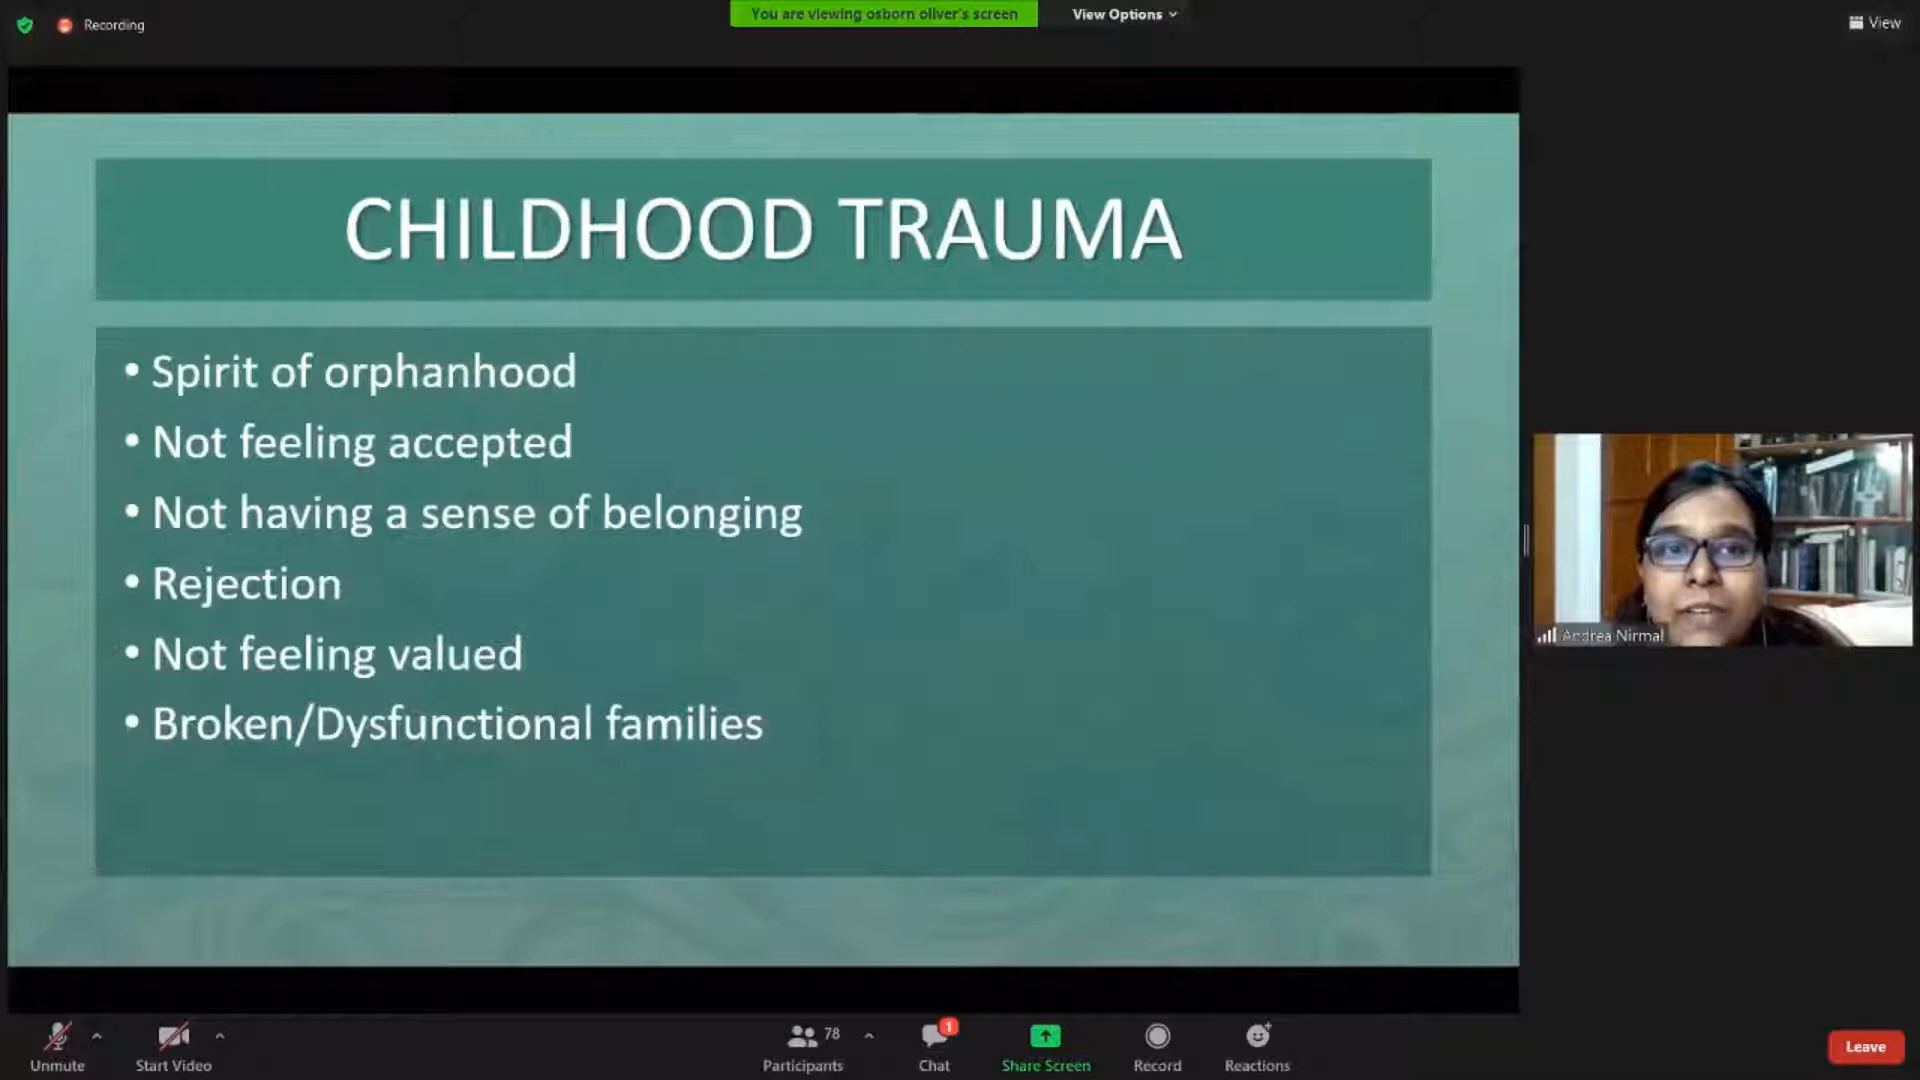 Recording
You are viewing osborn oliver's screen
View Options
View
CHILDHOOD TRAUMA
• Spirit of orphanhood
• Not feeling accepted
• Not having a sense of belonging
• Rejection
• Not feeling valued
• Broken/Dysfunctional families
Andrea Nirmal
Unmute
Start Video
78
Participants
1
Chat
Share Screen
Record
Reactions
Leave